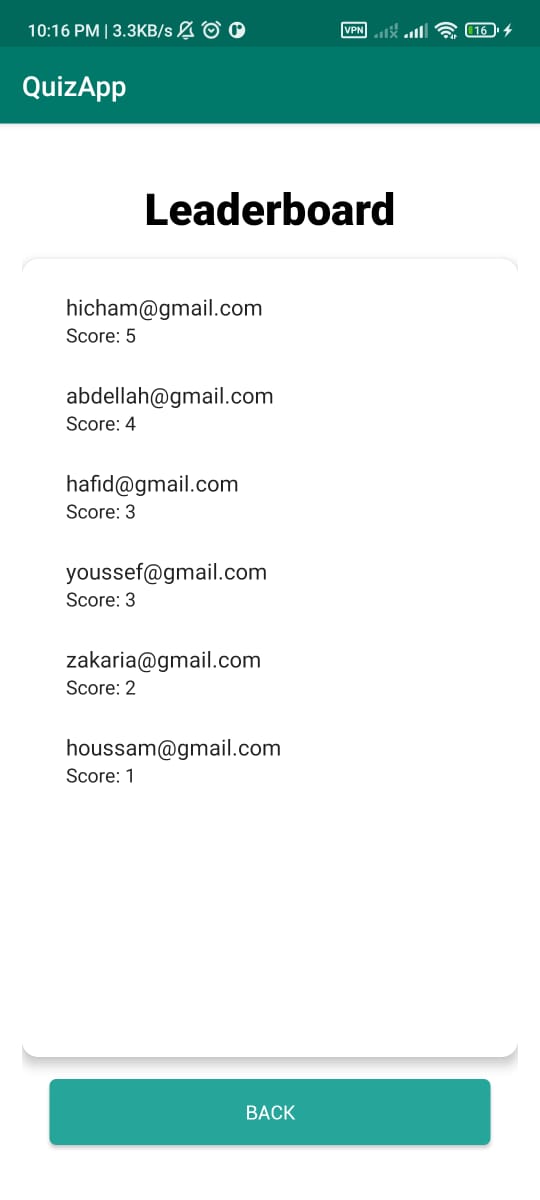 10:16 PM | 3.3KB/s VPN 16
QuizApp
Leaderboard
hicham@gmail.com
Score: 5
abdellah@gmail.com
Score: 4
hafid@gmail.com
Score: 3
youssef@gmail.com
Score: 3
zakaria@gmail.com
Score: 2
houssam@gmail.com
Score: 1
BACK